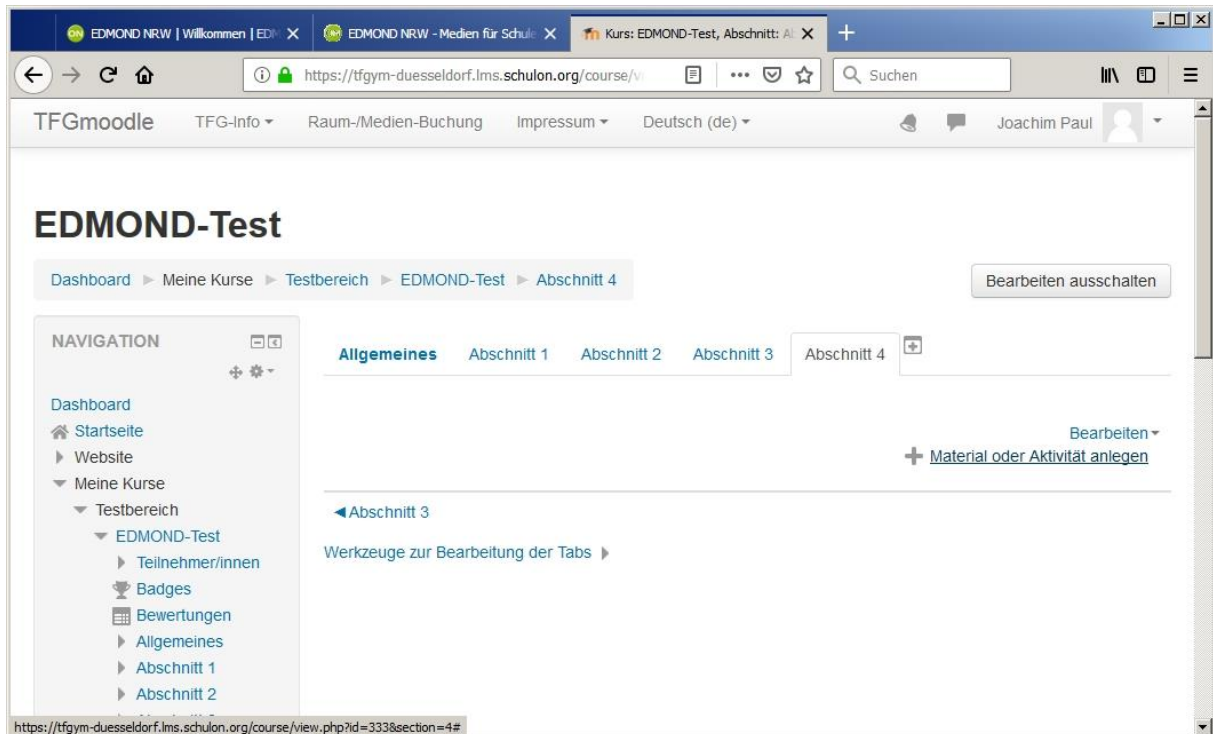 EDMOND NRW | Willkommen | EDM
EDMOND NRW - Medien für Schule
Kurs: EDMOND-Test, Abschnitt: A
https://tfgym-duesseldorf.lms.schulon.org/course/v
Suchen
TFGmoodle TFG-Info Raum-/Medien-Buchung Impressum Deutsch (de) Joachim Paul
EDMOND-Test
Dashboard Meine Kurse Testbereich EDMOND-Test Abschnitt 4
Bearbeiten ausschalten
NAVIGATION
Allgemeines Abschnitt 1 Abschnitt 2 Abschnitt 3 Abschnitt 4
Dashboard
Startseite
Website
Meine Kurse
Testbereich
EDMOND-Test
Teilnehmer/innen
Badges
Bewertungen
Allgemeines
Abschnitt 1
Abschnitt 2
Bearbeiten
Material oder Aktivität anlegen
Abschnitt 3
Werkzeuge zur Bearbeitung der Tabs
https://tfgym-duesseldorf.lms.schulon.org/course/view.php?id=333&section=4#